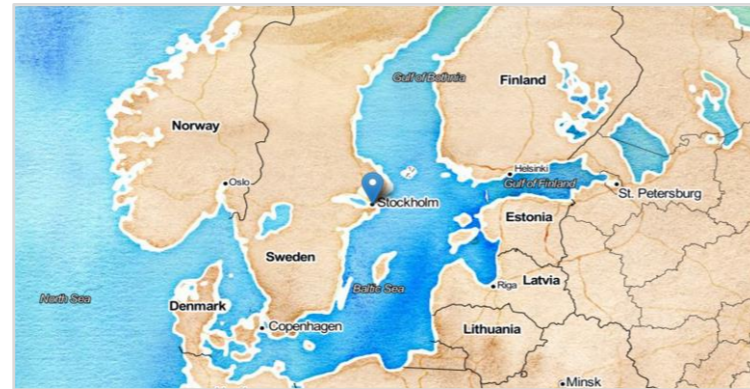 Gulf of Bothnia
Finland
Norway
Helsinki
Oslo
Gulf of Finland
St. Petersburg
Stockholm
Estonia
Sweden
Baltic Sea
Riga
Latvia
North Sea
Denmark
Copenhagen
Lithuania
Minsk